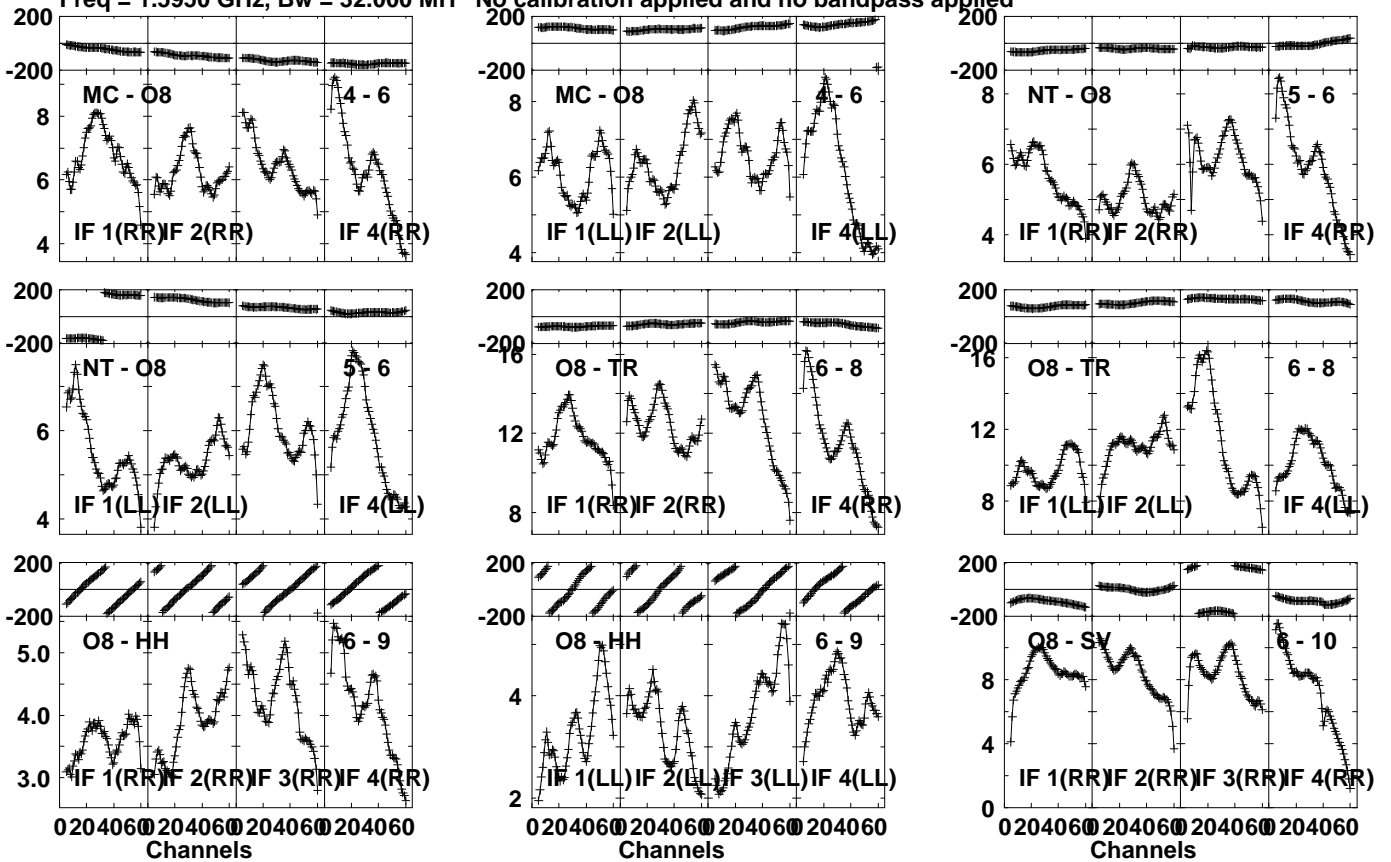 Freq = 1.5950 GHz, Bw = 32.000 MH No calibration applied and no bandpass applied
200
-200
8
6
4
MC - O8
4 - 6
IF 1(RR)
IF 2(RR)
IF 4(RR)
8
6
4
MC - O8
4 - 6
IF 1(LL)
IF 2(LL)
IF 4(LL)
200
-200
8
6
4
NT - O8
5 - 6
IF 1(RR)
IF 2(RR)
IF 4(RR)
200
-200
200
-200
6
4
NT - O8
5 - 6
IF 1(LL)
IF 2(LL)
IF 4(LL)
200
-200
16
12
8
O8 - TR
6 - 8
IF 1(RR)
IF 2(RR)
IF 4(RR)
200
-200
16
12
8
O8 - TR
6 - 8
IF 1(LL)
IF 2(LL)
IF 4(LL)
200
-200
5.0
4.0
3.0
O8 - HH
6 - 9
IF 1(RR)
IF 2(RR)
IF 3(RR)
IF 4(RR)
0 20 40 60 0 20 40 60 0 20 40 60 0 20 40 60
Channels
200
-200
4
2
O8 - HH
6 - 9
IF 1(LL)
IF 2(LL)
IF 3(LL)
IF 4(LL)
0 20 40 60 0 20 40 60 0 20 40 60 0 20 40 60
Channels
200
-200
8
4
0
O8 - SV
6 - 10
IF 1(RR)
IF 2(RR)
IF 3(RR)
IF 4(RR)
0 20 40 60 0 20 40 60 0 20 40 60 0 20 40 60
Channels